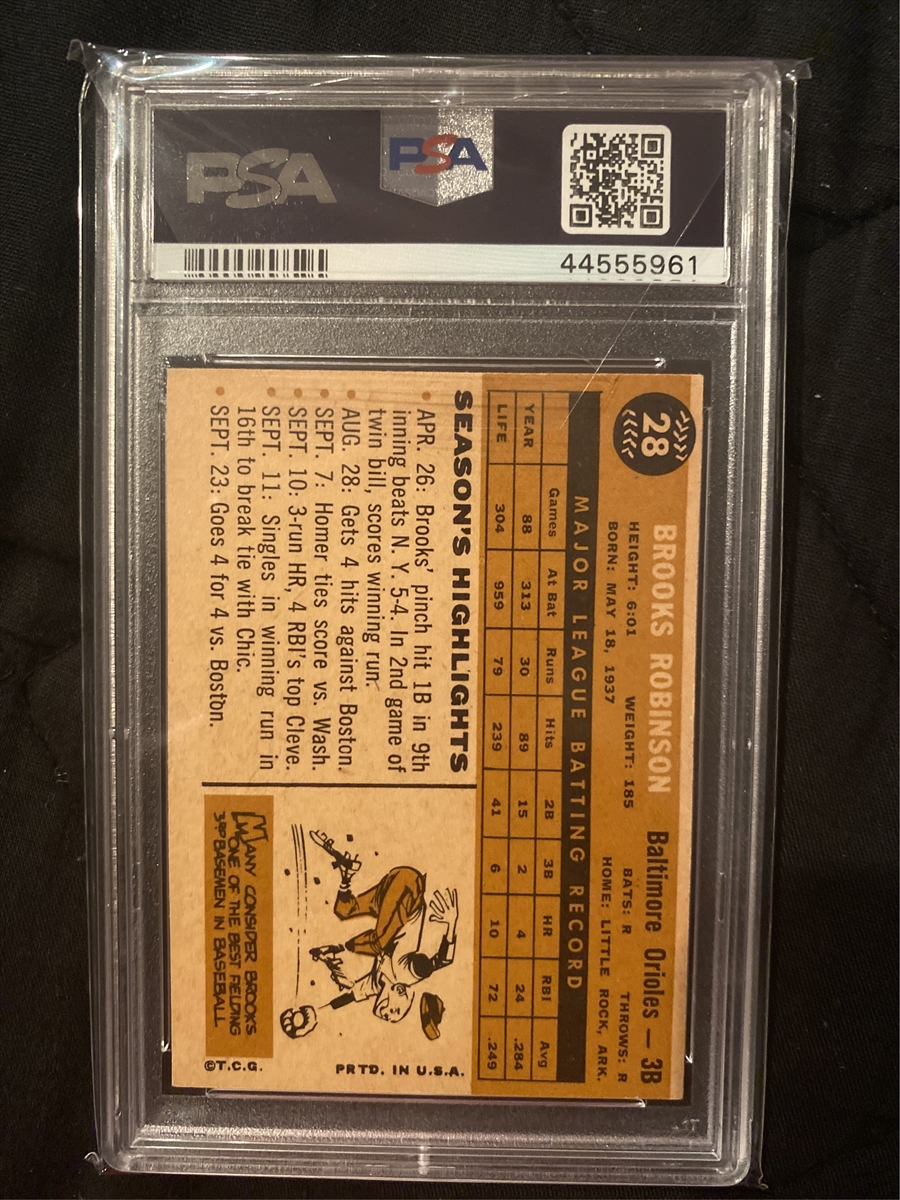 PSA
PSA
44555961
28
BROOKS ROBINSON Baltimore Orioles — 3B
HEIGHT: 6:01 WEIGHT: 185 BATS: R THROWS: R
BORN: MAY 18, 1937 HOME: LITTLE ROCK, ARK.
MAJOR LEAGUE BATTING RECORD
Games At Bat Runs Hits 2B 3B HR RBI Avg
YEAR 88 313 30 89 15 2 4 24 .284
LIFE 304 959 79 239 41 6 10 72 .249
SEASON'S HIGHLIGHTS
• APR. 26: Brooks' pinch hit 1B in 9th
inning beats N. Y. 5-4. In 2nd game of
twin bill, scores winning run.
• AUG. 28: Gets 4 hits against Boston.
• SEPT. 7: Homer ties score vs. Wash.
• SEPT. 10: 3-run HR, 4 RBI's top Cleve.
• SEPT. 11: Singles in winning run in
16th to break tie with Chic.
• SEPT. 23: Goes 4 for 4 vs. Boston.
MANY CONSIDER BROOKS
ONE OF THE BEST FIELDING
3RD BASEMEN IN BASEBALL
©T.C.G. PRTD. IN U.S.A.